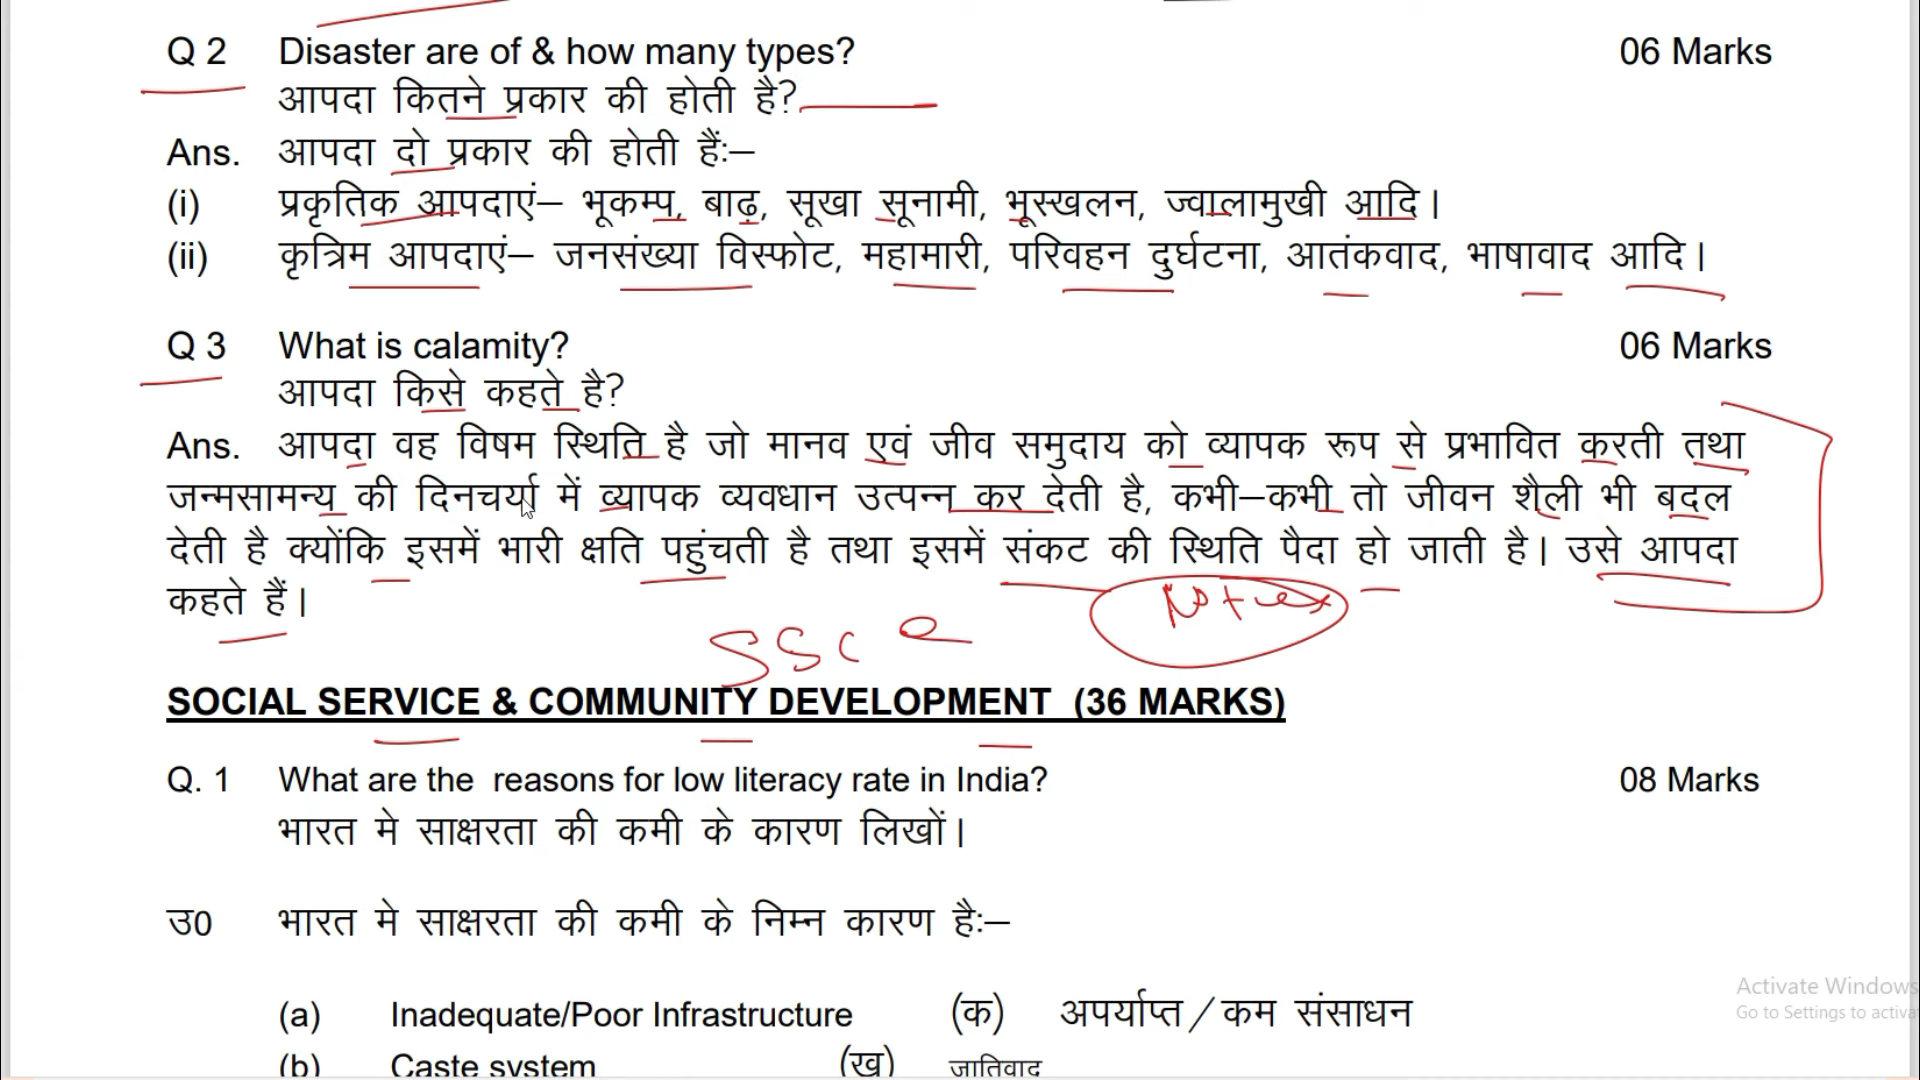 Q 2 Disaster are of & how many types? 06 Marks
आपदा कितने प्रकार की होती है?
Ans. आपदा दो प्रकार की होती हैं:–
(i) प्रकृतिक आपदाएं– भूकम्प, बाढ़, सूखा सूनामी, भूस्खलन, ज्वालामुखी आदि।
(ii) कृत्रिम आपदाएं– जनसंख्या विस्फोट, महामारी, परिवहन दुर्घटना, आतंकवाद, भाषावाद आदि।
Q 3 What is calamity? 06 Marks
आपदा किसे कहते है?
Ans. आपदा वह विषम स्थिति है जो मानव एवं जीव समुदाय को व्यापक रूप से प्रभावित करती तथा
जन्मसामन्य की दिनचर्या में व्यापक व्यवधान उत्पन्न कर देती है, कभी–कभी तो जीवन शैली भी बदल
देती है क्योंकि इसमें भारी क्षति पहुंचती है तथा इसमें संकट की स्थिति पैदा हो जाती है। उसे आपदा
कहते हैं।
SOCIAL SERVICE & COMMUNITY DEVELOPMENT (36 MARKS)
Q. 1 What are the reasons for low literacy rate in India? 08 Marks
भारत मे साक्षरता की कमी के कारण लिखों।
उ0 भारत मे साक्षरता की कमी के निम्न कारण है:–
(a) Inadequate/Poor Infrastructure (क) अपर्याप्त/कम संसाधन
(b) Caste system (ख) जातिवाद
Activate Windows
Go to Settings to activa